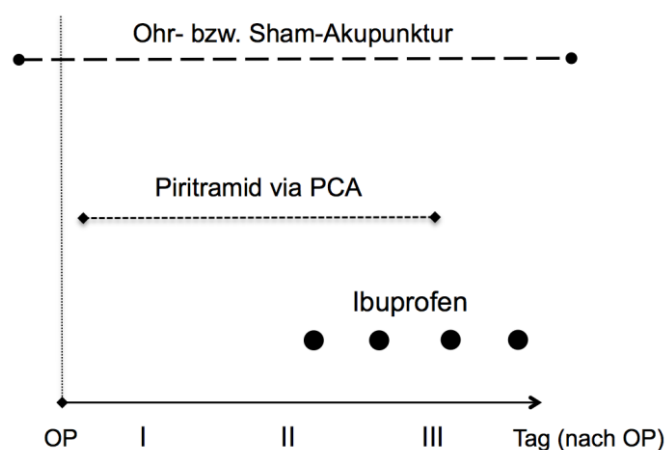 Ohr- bzw. Sham-Akupunktur
Piritramid via PCA
Ibuprofen
OP I II III Tag (nach OP)